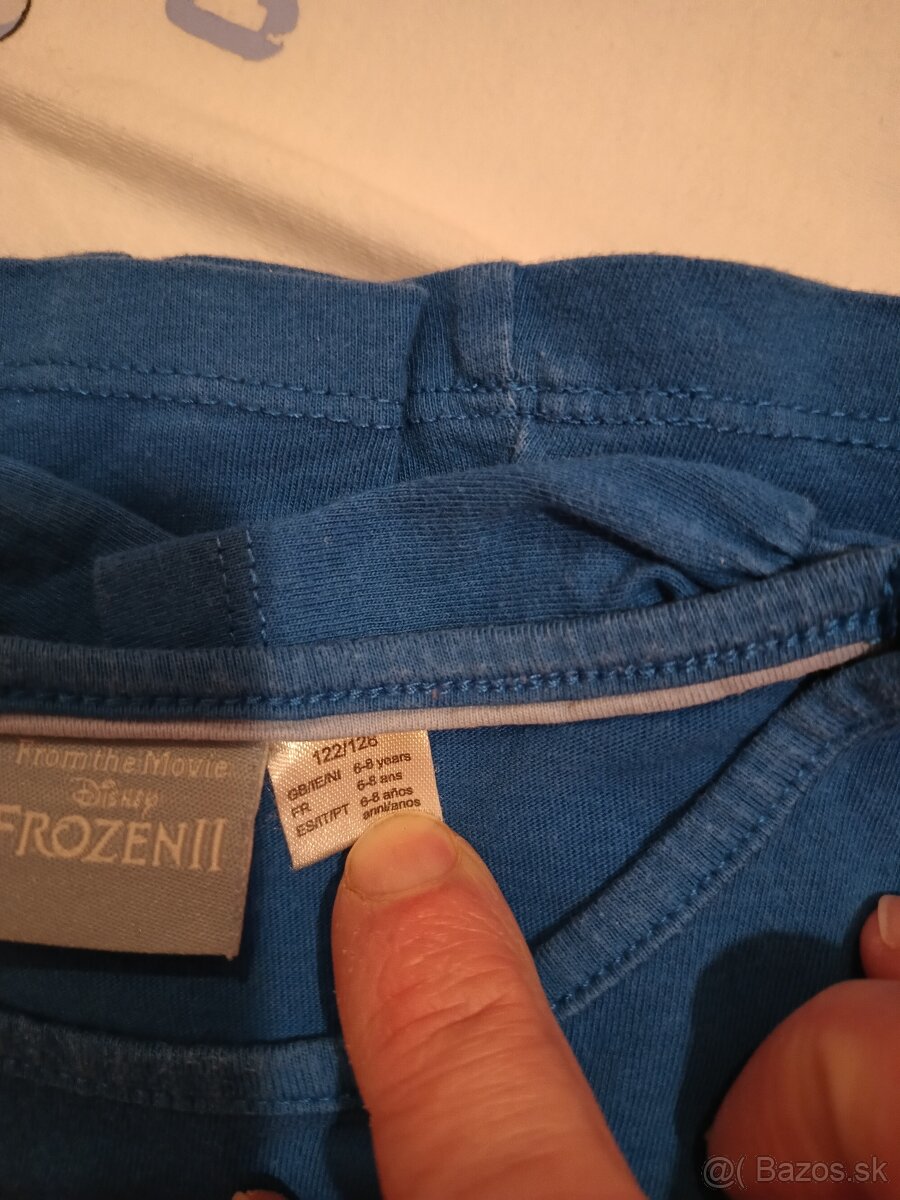 From the Movie
Disney
FROZEN II
122/128
GB/IE/NI 6-8 years
FR 6-8 ans
ES/IT/PT 6-8 años
anni/anos
@( Bazos.sk